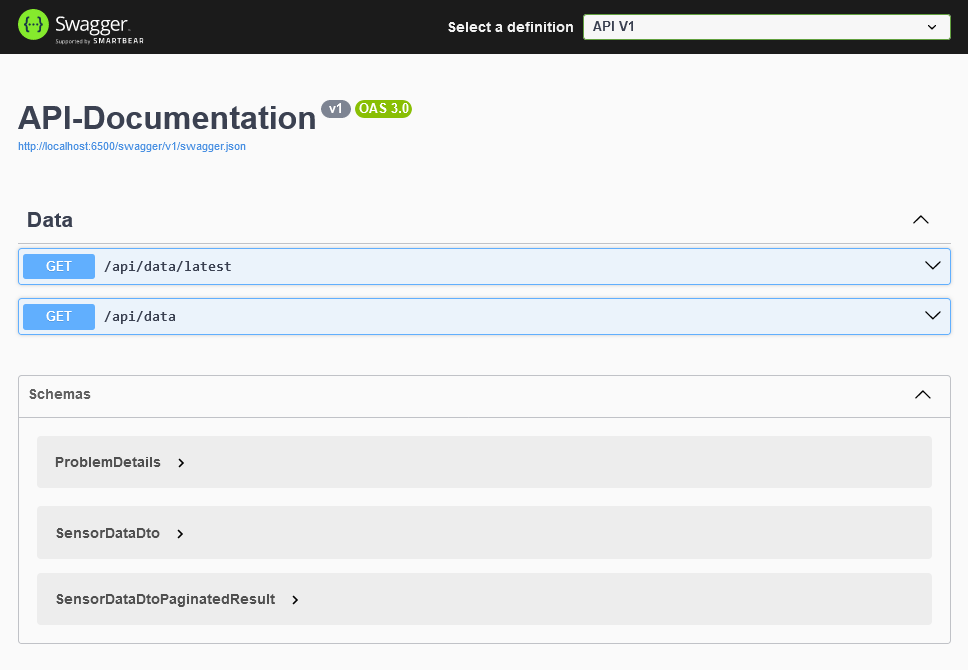 Swagger.
Supported by SMARTBEAR
Select a definition
API V1
API-Documentation v1 OAS 3.0
http://localhost:6500/swagger/v1/swagger.json
Data
GET /api/data/latest
GET /api/data
Schemas
ProblemDetails
SensorDataDto
SensorDataDtoPaginatedResult